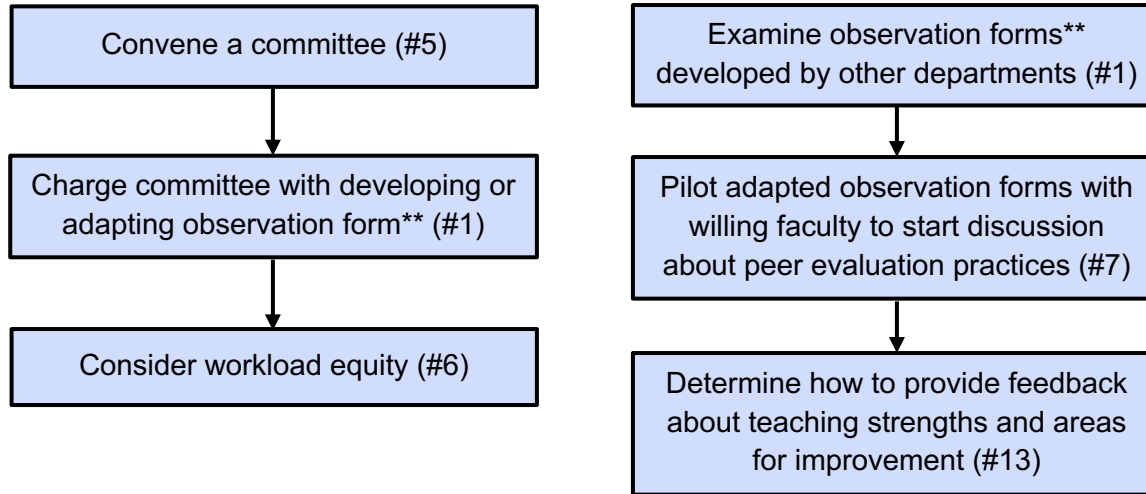 Convene a committee (#5)
Charge committee with developing or
adapting observation form** (#1)
Consider workload equity (#6)
Examine observation forms**
developed by other departments (#1)
Pilot adapted observation forms with
willing faculty to start discussion
about peer evaluation practices (#7)
Determine how to provide feedback
about teaching strengths and areas
for improvement (#13)